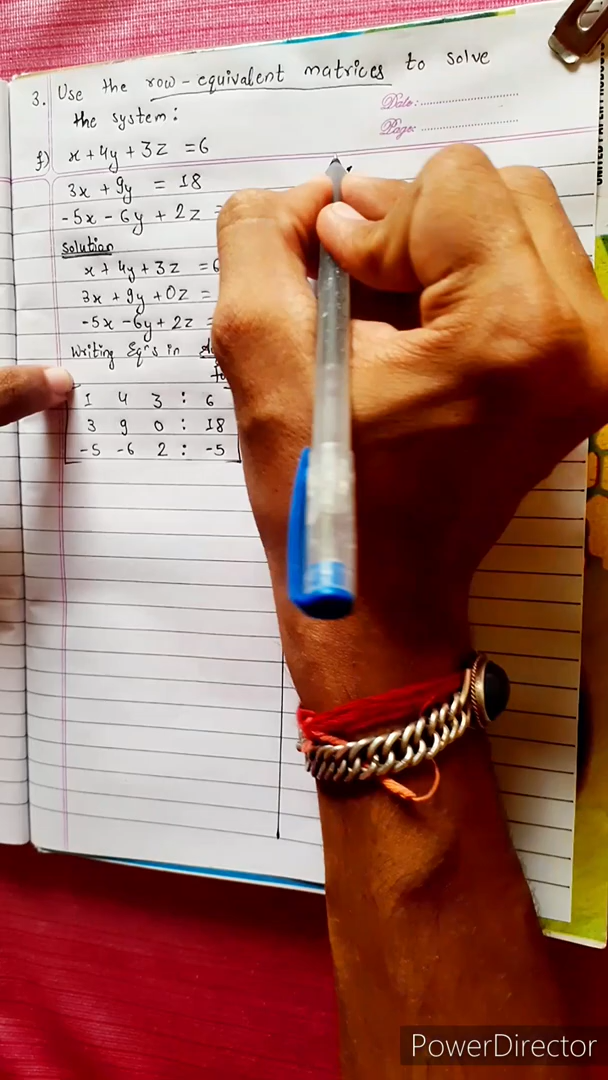 3. Use the row-equivalent matrices to solve
the system:
Date:
Page:
f) x + 4y + 3z = 6
3x + 9y = 18
-5x - 6y + 2z =
Solution
x + 4y + 3z = 6
3x + 9y + 0z =
-5x - 6y + 2z =
Writing Eqn's in
1 4 3 : 6
3 9 0 : 18
-5 -6 2 : -5
PowerDirector